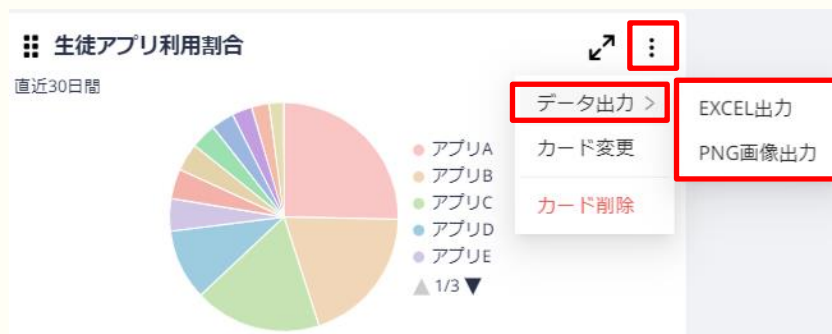 生徒アプリ利用割合
直近30日間
アプリA
アプリB
アプリC
アプリD
アプリE
1/3
データ出力 >
カード変更
カード削除
EXCEL出力
PNG画像出力